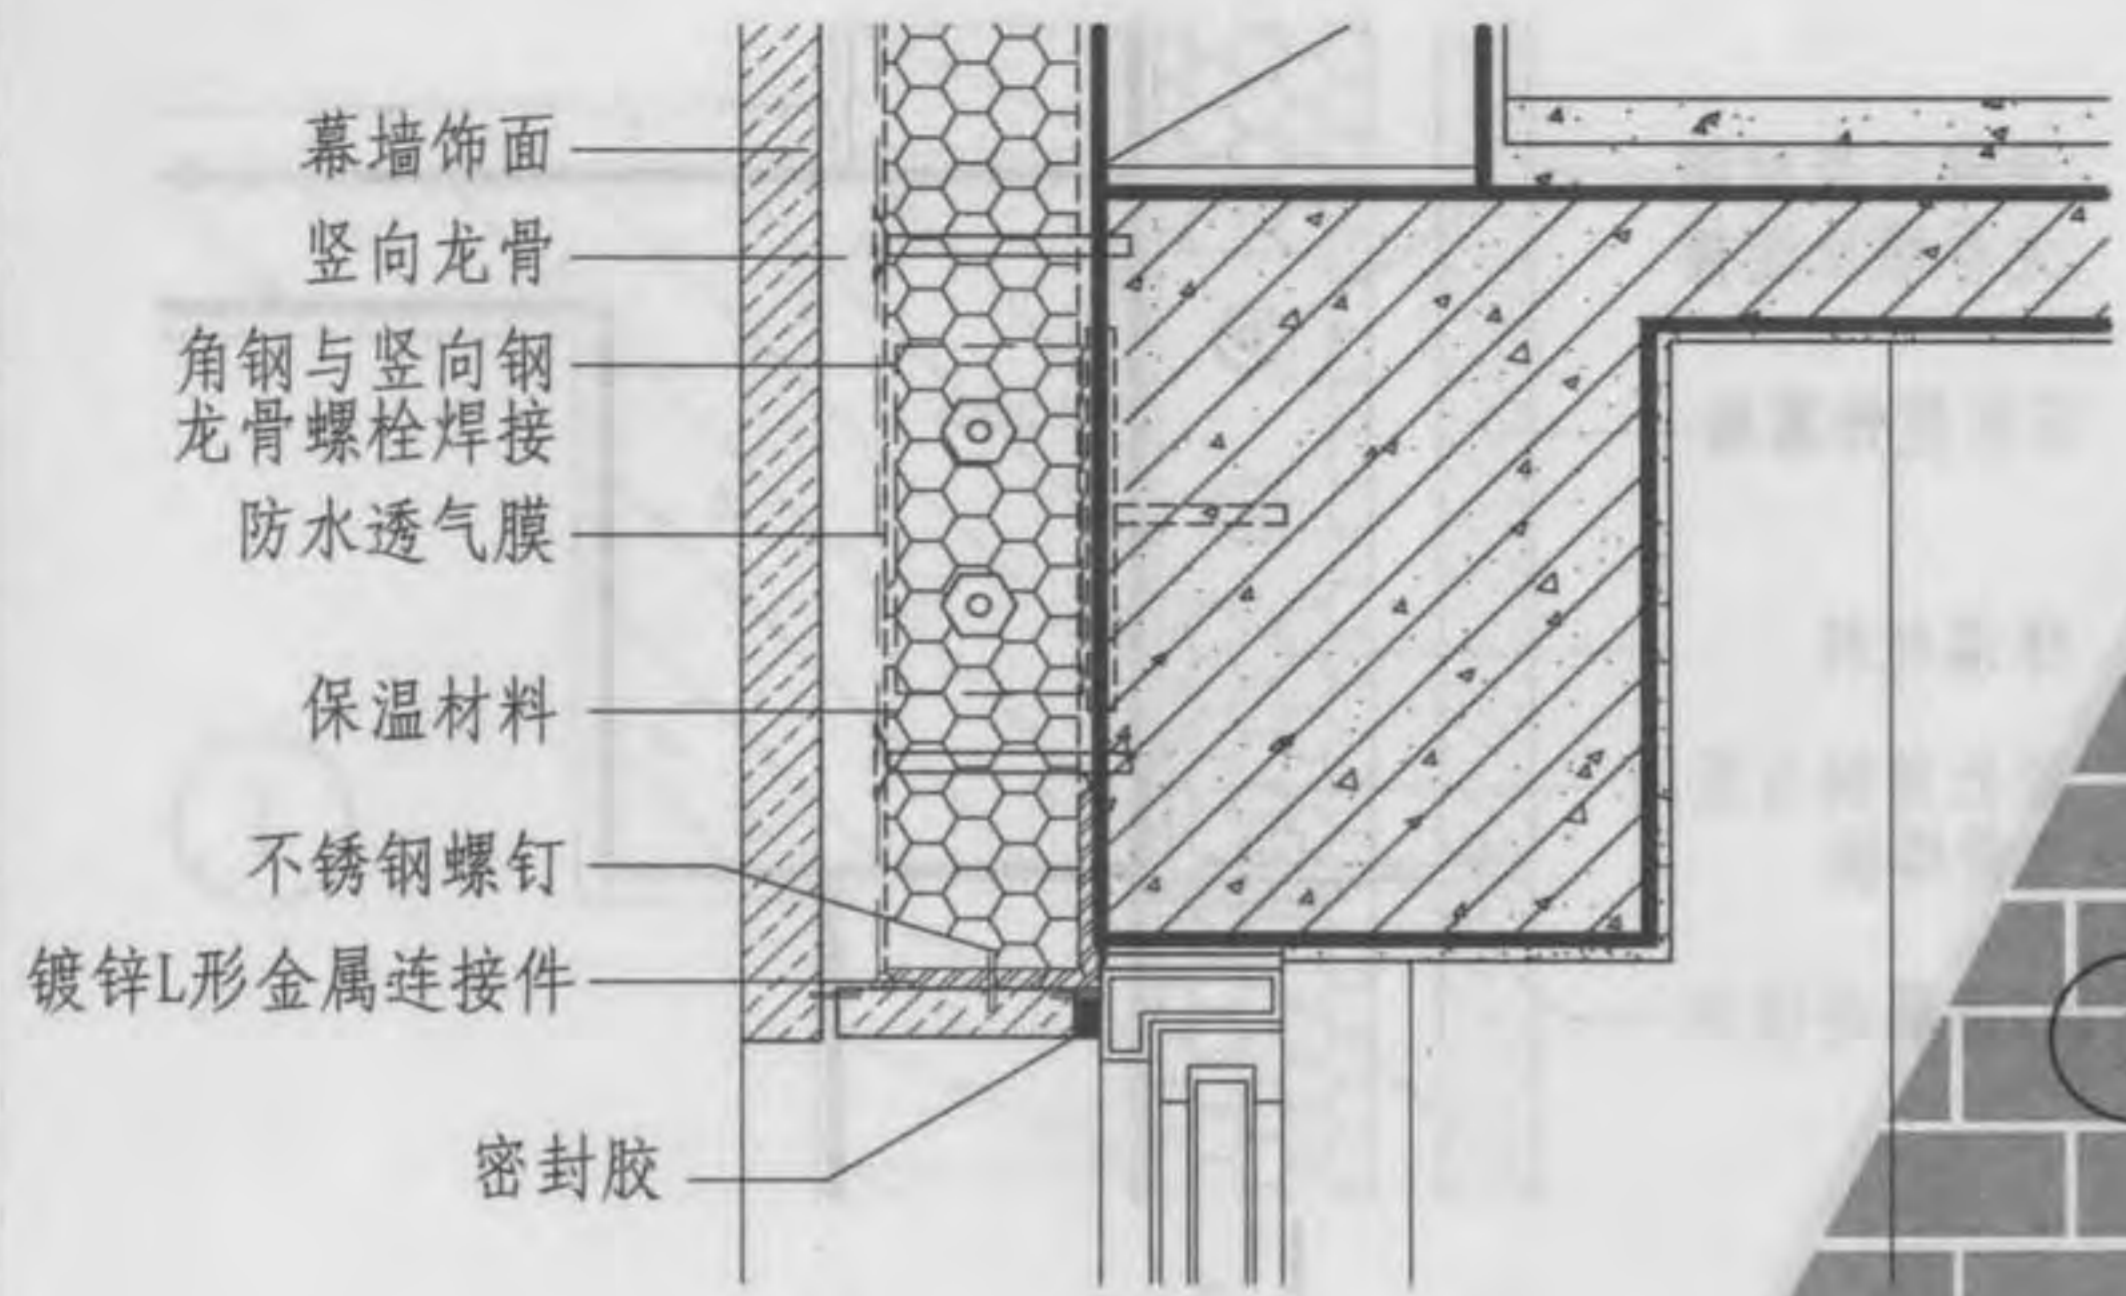 幕墙饰面
竖向龙骨
角钢与竖向钢
龙骨螺栓焊接
防水透气膜
保温材料
不锈钢螺钉
镀锌L形金属连接件
密封胶